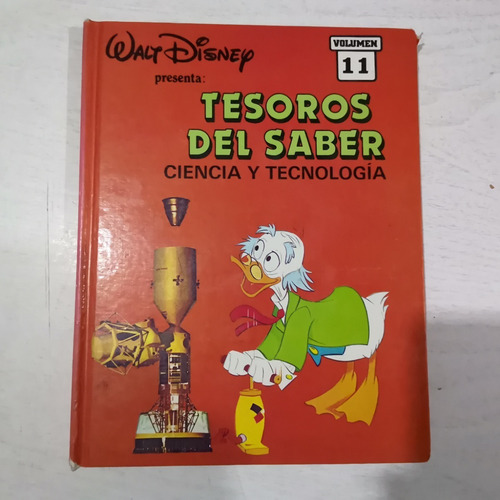 WALT DISNEY
presenta:
VOLUMEN
11
TESOROS
DEL SABER
CIENCIA Y TECNOLOGÍA